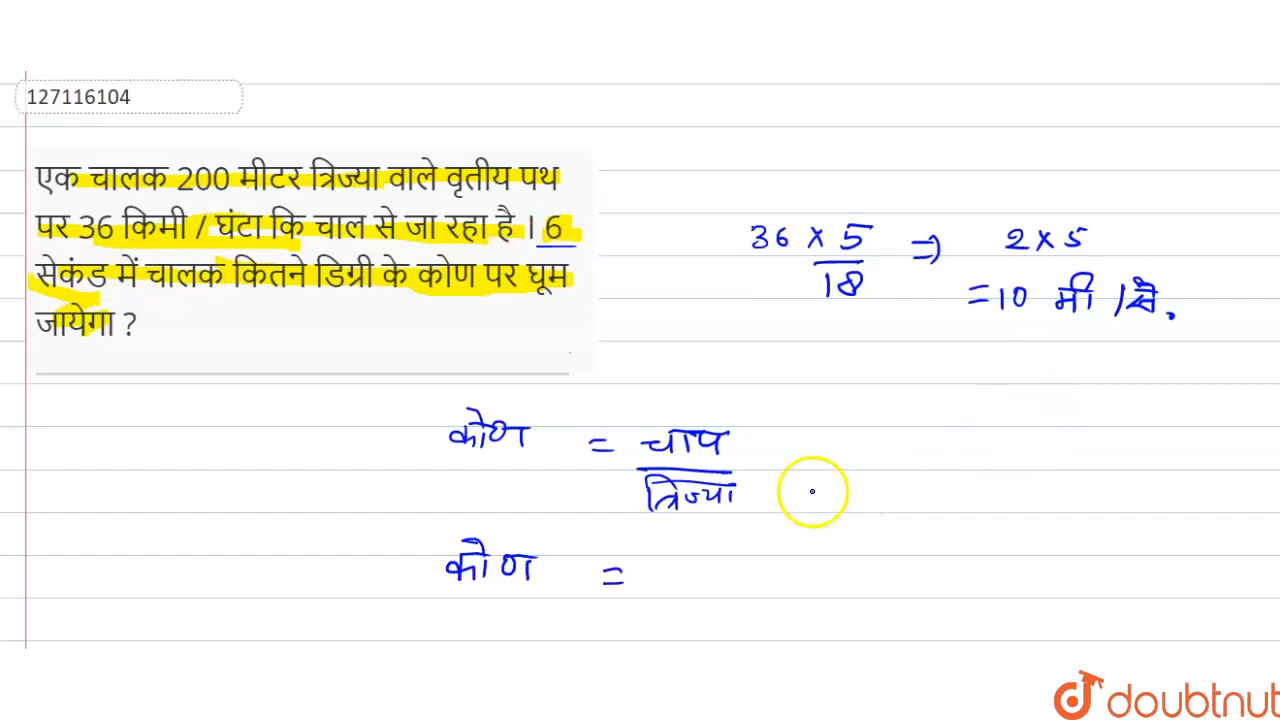 127116104
एक चालक 200 मीटर त्रिज्या वाले वृतीय पथ
पर 36 किमी / घंटा कि चाल से जा रहा है । 6
सेकंड में चालक कितने डिग्री के कोण पर घूम
जायेगा ?
36 × 5/18 ⇒ 2 × 5
= 10 मी /से.
कोण = चाप/त्रिज्या
कोण =
doubtnut